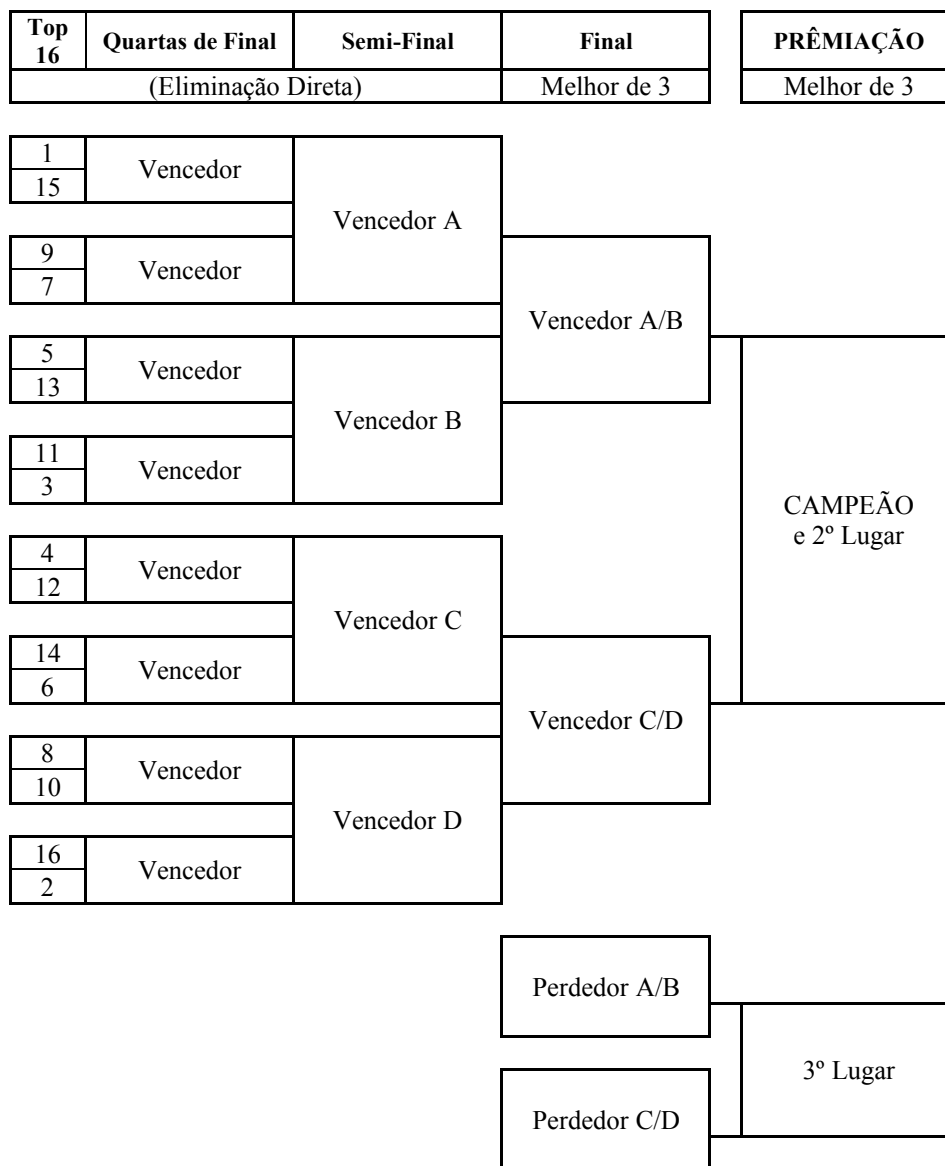 Top 16
Quartas de Final
Semi-Final
Final
PRÊMIAÇÃO
(Eliminação Direta)
Melhor de 3
Melhor de 3
1
15
Vencedor
Vencedor A
9
7
Vencedor
Vencedor A/B
5
13
Vencedor
Vencedor B
11
3
Vencedor
CAMPEÃO
e 2º Lugar
4
12
Vencedor
Vencedor C
14
6
Vencedor
Vencedor C/D
8
10
Vencedor
Vencedor D
16
2
Vencedor
Perdedor A/B
3º Lugar
Perdedor C/D